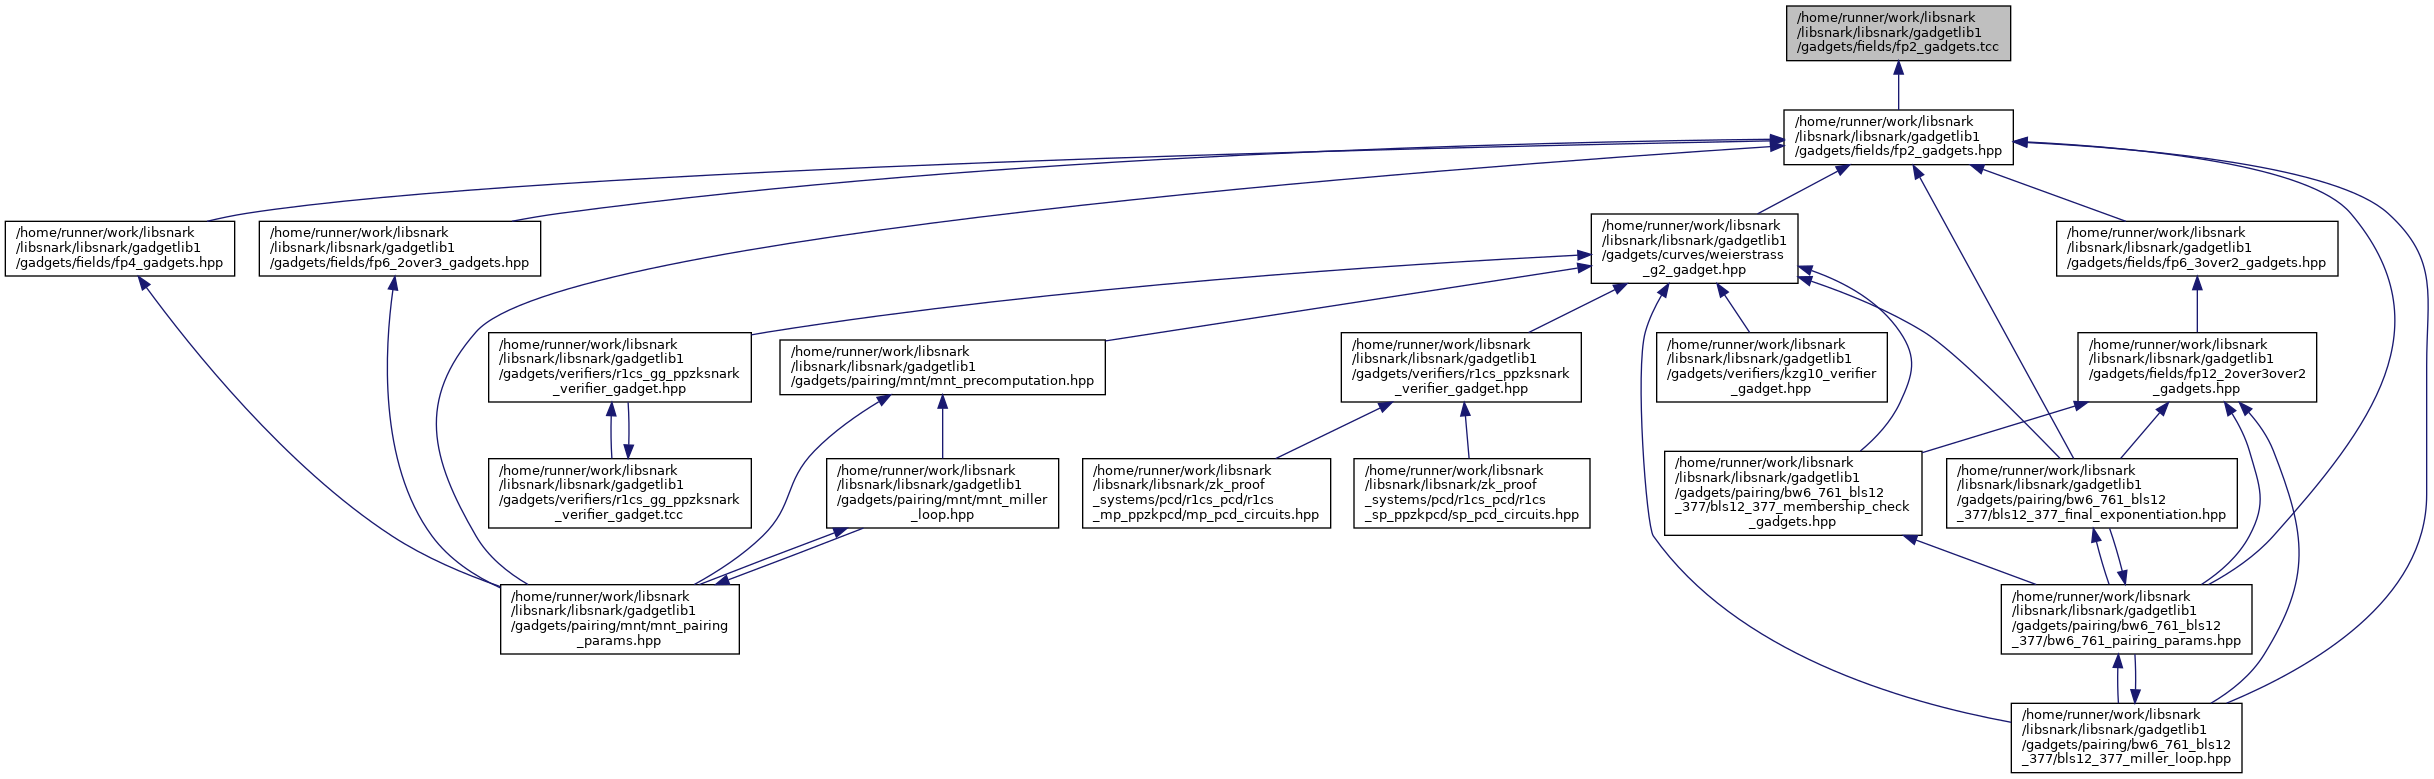 /home/runner/work/libsnark
/libsnark/libsnark/gadgetlib1
/gadgets/fields/fp2_gadgets.tcc
/home/runner/work/libsnark
/libsnark/libsnark/gadgetlib1
/gadgets/fields/fp2_gadgets.hpp
/home/runner/work/libsnark
/libsnark/libsnark/gadgetlib1
/gadgets/fields/fp4_gadgets.hpp
/home/runner/work/libsnark
/libsnark/libsnark/gadgetlib1
/gadgets/fields/fp6_2over3_gadgets.hpp
/home/runner/work/libsnark
/libsnark/libsnark/gadgetlib1
/gadgets/curves/weierstrass
_g2_gadget.hpp
/home/runner/work/libsnark
/libsnark/libsnark/gadgetlib1
/gadgets/fields/fp6_3over2_gadgets.hpp
/home/runner/work/libsnark
/libsnark/libsnark/gadgetlib1
/gadgets/verifiers/r1cs_gg_ppzksnark
_verifier_gadget.hpp
/home/runner/work/libsnark
/libsnark/libsnark/gadgetlib1
/gadgets/pairing/mnt/mnt_precomputation.hpp
/home/runner/work/libsnark
/libsnark/libsnark/gadgetlib1
/gadgets/verifiers/r1cs_ppzksnark
_verifier_gadget.hpp
/home/runner/work/libsnark
/libsnark/libsnark/gadgetlib1
/gadgets/verifiers/kzg10_verifier
_gadget.hpp
/home/runner/work/libsnark
/libsnark/libsnark/gadgetlib1
/gadgets/fields/fp12_2over3over2
_gadgets.hpp
/home/runner/work/libsnark
/libsnark/libsnark/gadgetlib1
/gadgets/verifiers/r1cs_gg_ppzksnark
_verifier_gadget.tcc
/home/runner/work/libsnark
/libsnark/libsnark/gadgetlib1
/gadgets/pairing/mnt/mnt_miller
_loop.hpp
/home/runner/work/libsnark
/libsnark/libsnark/zk_proof
_systems/pcd/r1cs_pcd/r1cs
_mp_ppzkpcd/mp_pcd_circuits.hpp
/home/runner/work/libsnark
/libsnark/libsnark/zk_proof
_systems/pcd/r1cs_pcd/r1cs
_sp_ppzkpcd/sp_pcd_circuits.hpp
/home/runner/work/libsnark
/libsnark/libsnark/gadgetlib1
/gadgets/pairing/bw6_761_bls12
_377/bls12_377_membership_check
_gadgets.hpp
/home/runner/work/libsnark
/libsnark/libsnark/gadgetlib1
/gadgets/pairing/bw6_761_bls12
_377/bls12_377_final_exponentiation.hpp
/home/runner/work/libsnark
/libsnark/libsnark/gadgetlib1
/gadgets/pairing/mnt/mnt_pairing
_params.hpp
/home/runner/work/libsnark
/libsnark/libsnark/gadgetlib1
/gadgets/pairing/bw6_761_bls12
_377/bw6_761_pairing_params.hpp
/home/runner/work/libsnark
/libsnark/libsnark/gadgetlib1
/gadgets/pairing/bw6_761_bls12
_377/bls12_377_miller_loop.hpp